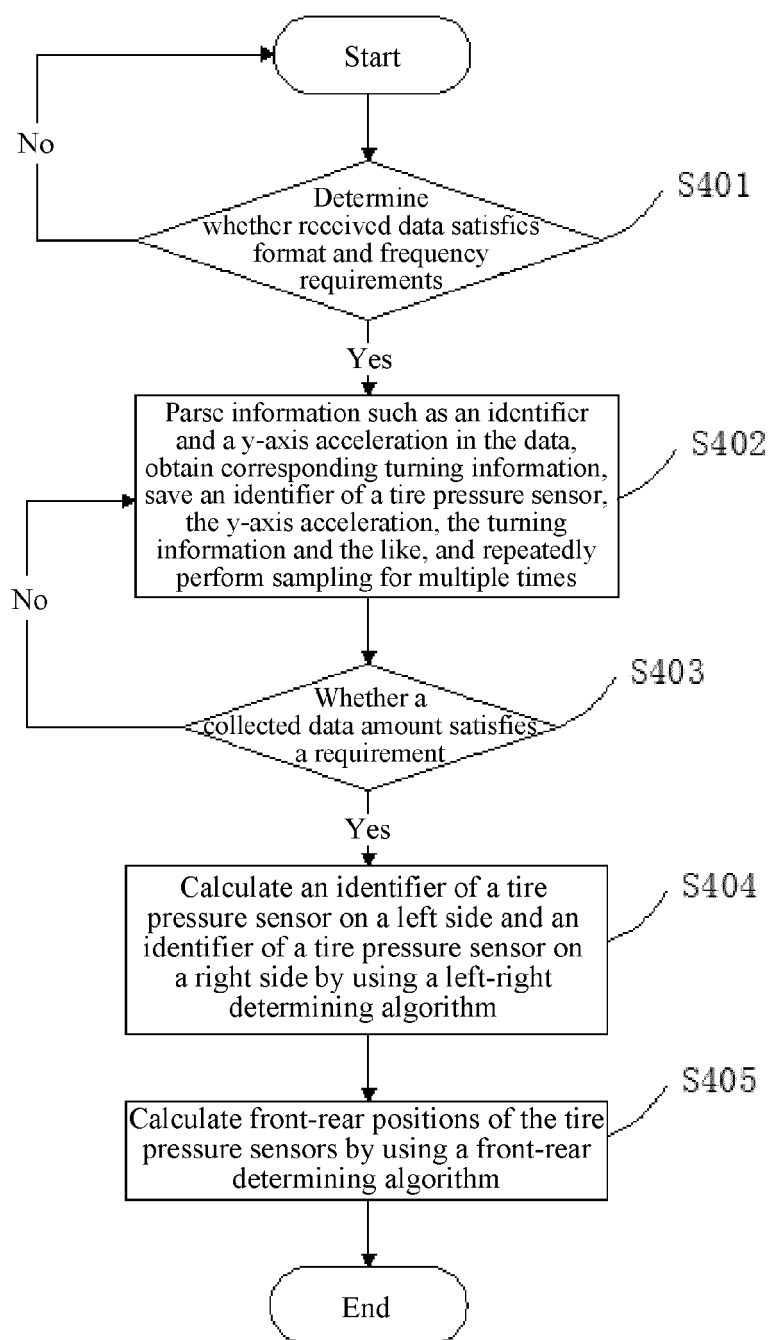 Start
No
Determine
whether received data satisfies
format and frequency
requirements
S401
Yes
Parse information such as an identifier
and a y-axis acceleration in the data,
obtain corresponding turning information,
save an identifier of a tire pressure sensor,
the y-axis acceleration, the turning
information and the like, and repeatedly
perform sampling for multiple times
S402
No
Whether a
collected data amount satisfies
a requirement
S403
Yes
Calculate an identifier of a tire
pressure sensor on a left side and an
identifier of a tire pressure sensor on
a right side by using a left-right
determining algorithm
S404
Calculate front-rear positions of the tire
pressure sensors by using a front-rear
determining algorithm
S405
End